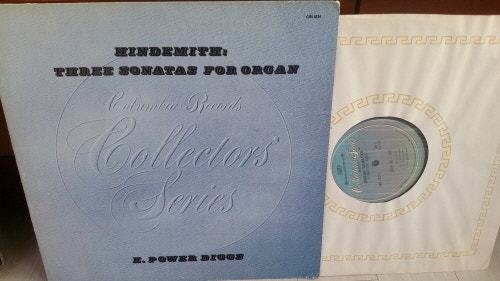 HINDEMITH:
THREE SONATAS FOR ORGAN
Columbia Records
Collectors'
Series
E. POWER BIGGS